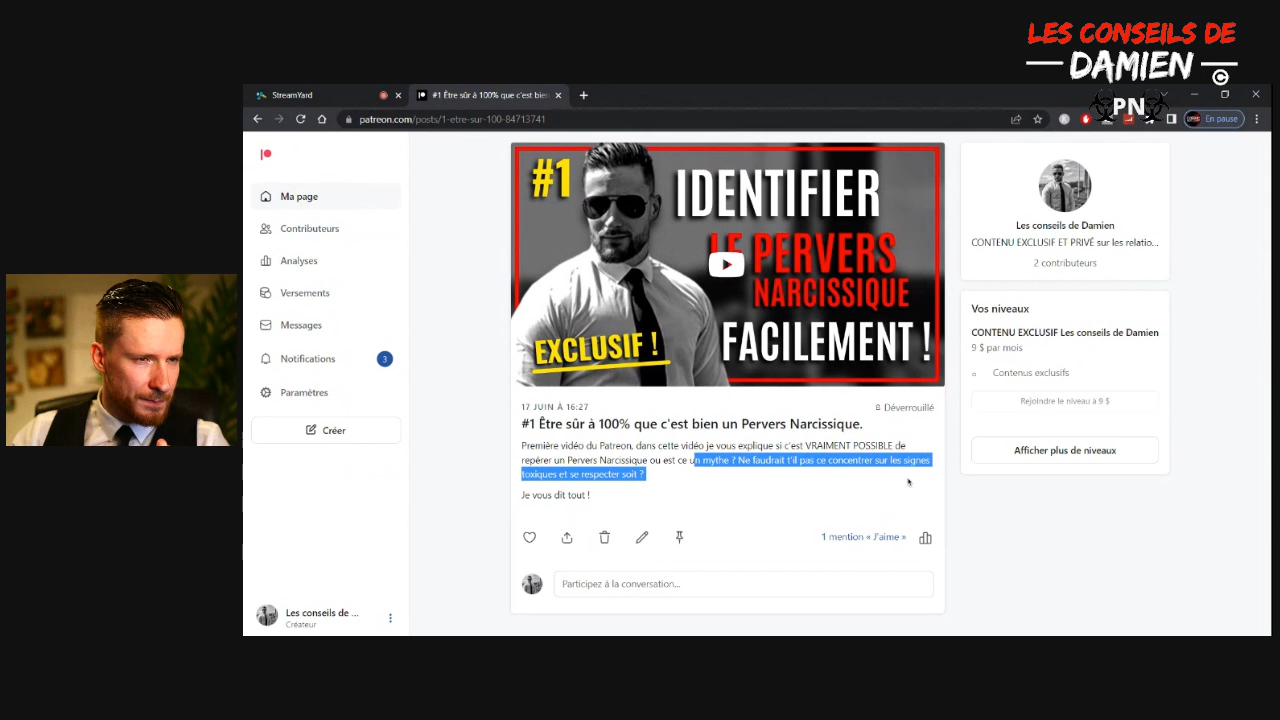 LES CONSEILS DE
DAMIEN
©
PN
StreamYard
#1 Être sûr à 100% que c'est bien
patreon.com/posts/1-etre-sur-100-84713741
En pause
Ma page
Contributeurs
Analyses
Versements
Messages
Notifications
3
Paramètres
Créer
Les conseils de ...
Créateur
#1
IDENTIFIER
LE PERVERS
NARCISSIQUE
FACILEMENT !
EXCLUSIF !
17 JUIN À 16:27
Déverrouillé
#1 Être sûr à 100% que c'est bien un Pervers Narcissique.
Première vidéo du Patreon, dans cette vidéo je vous explique si c'est VRAIMENT POSSIBLE de
repérer un Pervers Narcissique ou est ce un mythe ? Ne faudrait t'il pas ce concentrer sur les signes
toxiques et se respecter soit ?
Je vous dit tout !
1 mention « J'aime »
Participez à la conversation...
Les conseils de Damien
CONTENU EXCLUSIF ET PRIVÉ sur les relatio...
2 contributeurs
Vos niveaux
CONTENU EXCLUSIF Les conseils de Damien
9 $ par mois
Contenus exclusifs
Rejoindre le niveau à 9 $
Afficher plus de niveaux